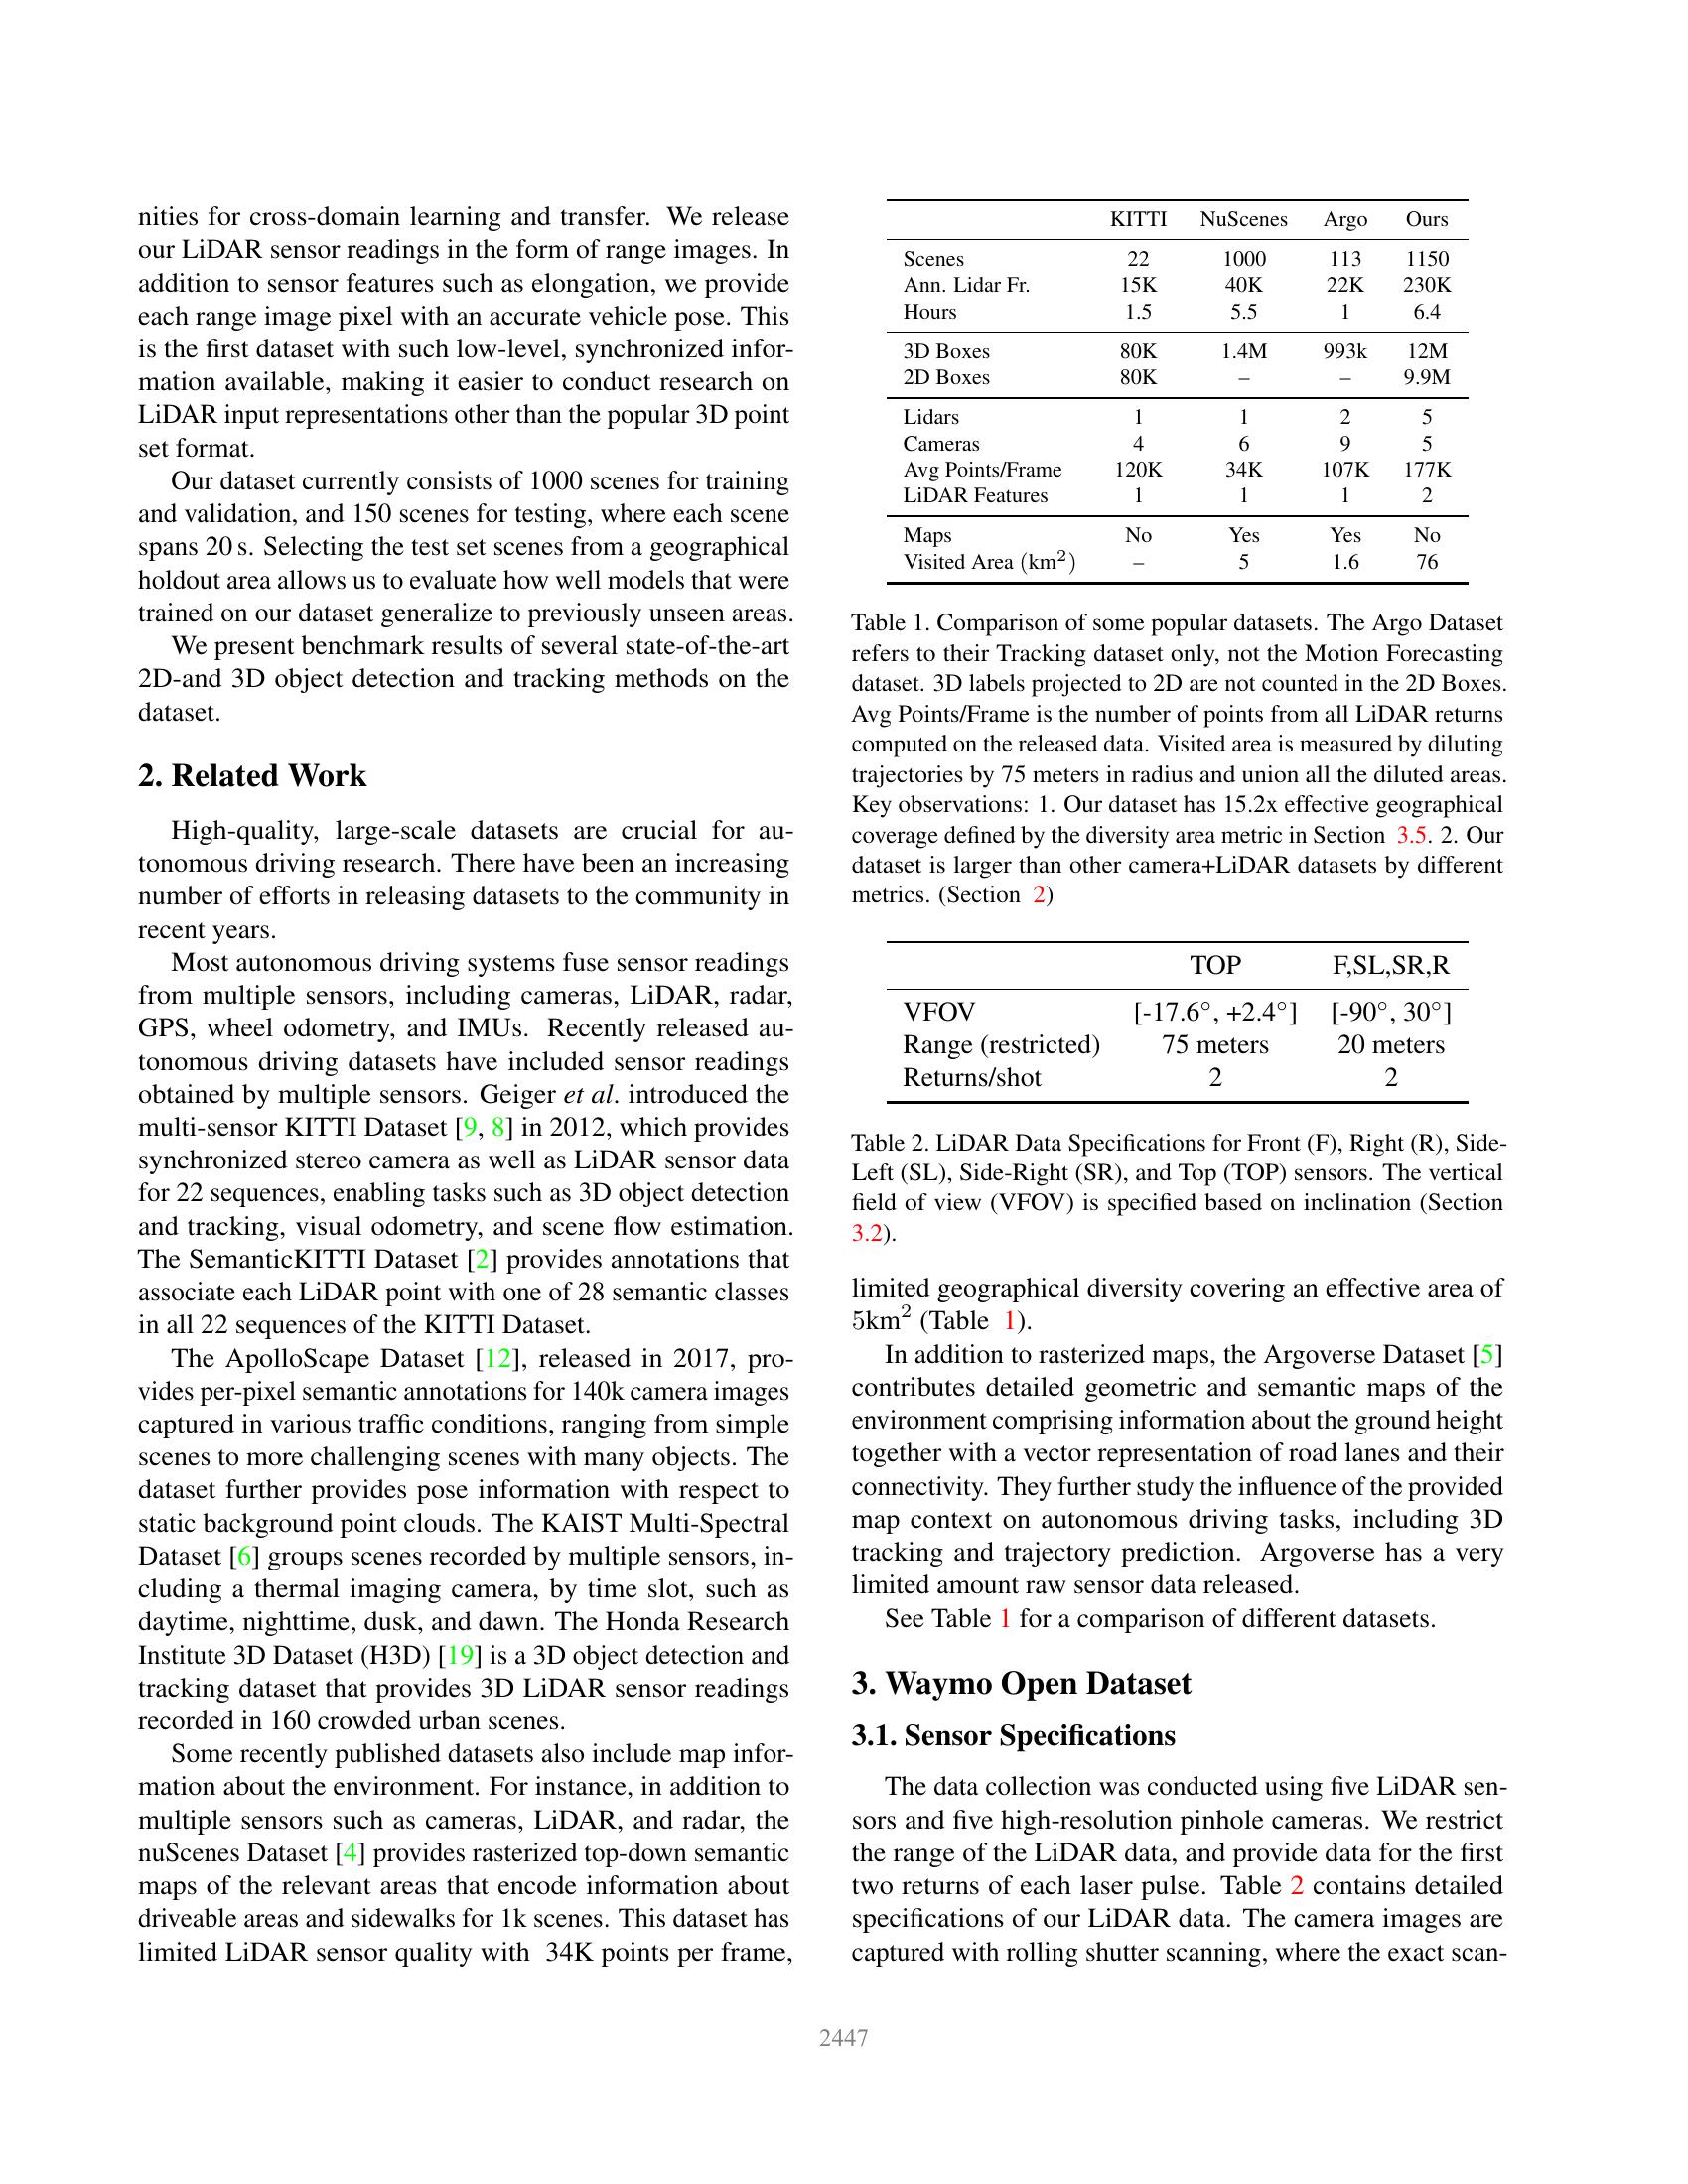 nities for cross-domain learning and transfer. We release
our LiDAR sensor readings in the form of range images. In
addition to sensor features such as elongation, we provide
each range image pixel with an accurate vehicle pose. This
is the first dataset with such low-level, synchronized infor-
mation available, making it easier to conduct research on
LiDAR input representations other than the popular 3D point
set format.
Our dataset currently consists of 1000 scenes for training
and validation, and 150 scenes for testing, where each scene
spans 20 s. Selecting the test set scenes from a geographical
holdout area allows us to evaluate how well models that were
trained on our dataset generalize to previously unseen areas.
We present benchmark results of several state-of-the-art
2D-and 3D object detection and tracking methods on the
dataset.
2. Related Work
High-quality, large-scale datasets are crucial for au-
tonomous driving research. There have been an increasing
number of efforts in releasing datasets to the community in
recent years.
Most autonomous driving systems fuse sensor readings
from multiple sensors, including cameras, LiDAR, radar,
GPS, wheel odometry, and IMUs. Recently released au-
tonomous driving datasets have included sensor readings
obtained by multiple sensors. Geiger et al. introduced the
multi-sensor KITTI Dataset [9, 8] in 2012, which provides
synchronized stereo camera as well as LiDAR sensor data
for 22 sequences, enabling tasks such as 3D object detection
and tracking, visual odometry, and scene flow estimation.
The SemanticKITTI Dataset [2] provides annotations that
associate each LiDAR point with one of 28 semantic classes
in all 22 sequences of the KITTI Dataset.
The ApolloScape Dataset [12], released in 2017, pro-
vides per-pixel semantic annotations for 140k camera images
captured in various traffic conditions, ranging from simple
scenes to more challenging scenes with many objects. The
dataset further provides pose information with respect to
static background point clouds. The KAIST Multi-Spectral
Dataset [6] groups scenes recorded by multiple sensors, in-
cluding a thermal imaging camera, by time slot, such as
daytime, nighttime, dusk, and dawn. The Honda Research
Institute 3D Dataset (H3D) [19] is a 3D object detection and
tracking dataset that provides 3D LiDAR sensor readings
recorded in 160 crowded urban scenes.
Some recently published datasets also include map infor-
mation about the environment. For instance, in addition to
multiple sensors such as cameras, LiDAR, and radar, the
nuScenes Dataset [4] provides rasterized top-down semantic
maps of the relevant areas that encode information about
driveable areas and sidewalks for 1k scenes. This dataset has
limited LiDAR sensor quality with 34K points per frame,
KITTI NuScenes Argo Ours
Scenes 22 1000 113 1150
Ann. Lidar Fr. 15K 40K 22K 230K
Hours 1.5 5.5 1 6.4
3D Boxes 80K 1.4M 993k 12M
2D Boxes 80K – – 9.9M
Lidars 1 1 2 5
Cameras 4 6 9 5
Avg Points/Frame 120K 34K 107K 177K
LiDAR Features 1 1 1 2
Maps No Yes Yes No
Visited Area (km²) – 5 1.6 76
Table 1. Comparison of some popular datasets. The Argo Dataset
refers to their Tracking dataset only, not the Motion Forecasting
dataset. 3D labels projected to 2D are not counted in the 2D Boxes.
Avg Points/Frame is the number of points from all LiDAR returns
computed on the released data. Visited area is measured by diluting
trajectories by 75 meters in radius and union all the diluted areas.
Key observations: 1. Our dataset has 15.2x effective geographical
coverage defined by the diversity area metric in Section 3.5. 2. Our
dataset is larger than other camera+LiDAR datasets by different
metrics. (Section 2)
TOP F,SL,SR,R
VFOV [-17.6°, +2.4°] [-90°, 30°]
Range (restricted) 75 meters 20 meters
Returns/shot 2 2
Table 2. LiDAR Data Specifications for Front (F), Right (R), Side-
Left (SL), Side-Right (SR), and Top (TOP) sensors. The vertical
field of view (VFOV) is specified based on inclination (Section
3.2).
limited geographical diversity covering an effective area of
5km² (Table 1).
In addition to rasterized maps, the Argoverse Dataset [5]
contributes detailed geometric and semantic maps of the
environment comprising information about the ground height
together with a vector representation of road lanes and their
connectivity. They further study the influence of the provided
map context on autonomous driving tasks, including 3D
tracking and trajectory prediction. Argoverse has a very
limited amount raw sensor data released.
See Table 1 for a comparison of different datasets.
3. Waymo Open Dataset
3.1. Sensor Specifications
The data collection was conducted using five LiDAR sen-
sors and five high-resolution pinhole cameras. We restrict
the range of the LiDAR data, and provide data for the first
two returns of each laser pulse. Table 2 contains detailed
specifications of our LiDAR data. The camera images are
captured with rolling shutter scanning, where the exact scan-
2447